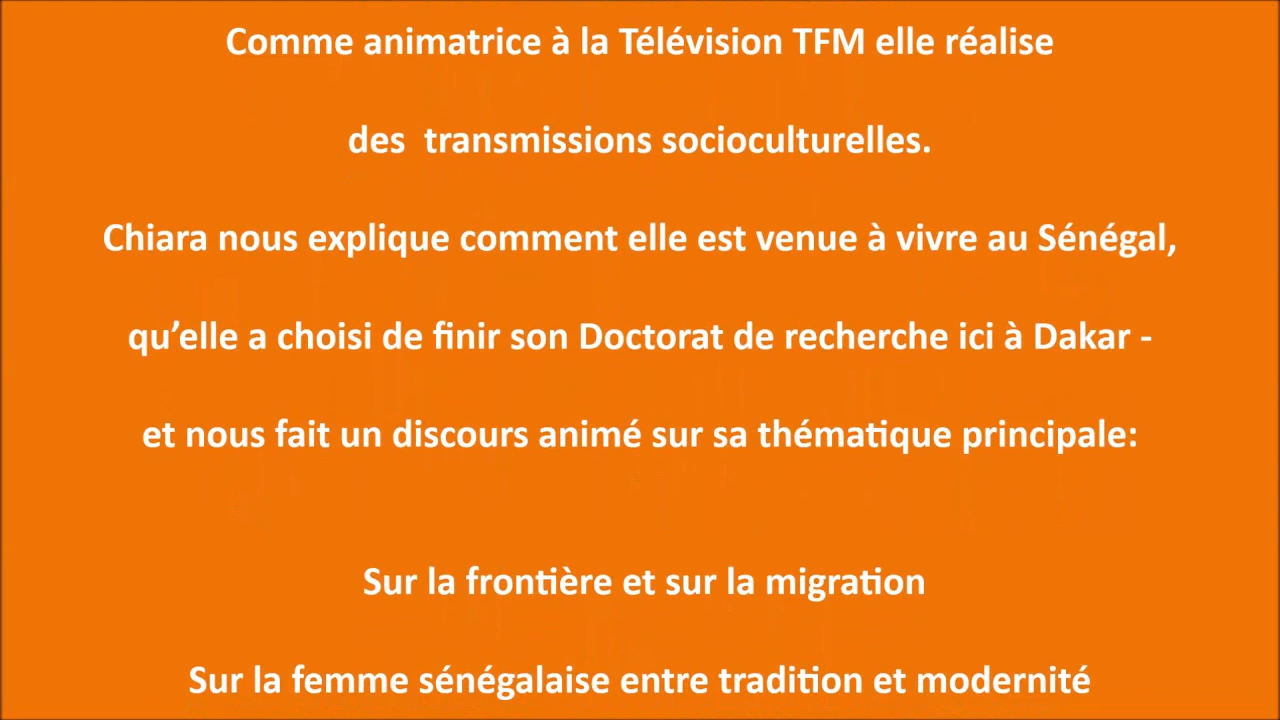 Comme animatrice à la Télévision TFM elle réalise
des  transmissions socioculturelles.
Chiara nous explique comment elle est venue à vivre au Sénégal,
qu’elle a choisi de finir son Doctorat de recherche ici à Dakar -
et nous fait un discours animé sur sa thématique principale:
Sur la frontière et sur la migration
Sur la femme sénégalaise entre tradition et modernité